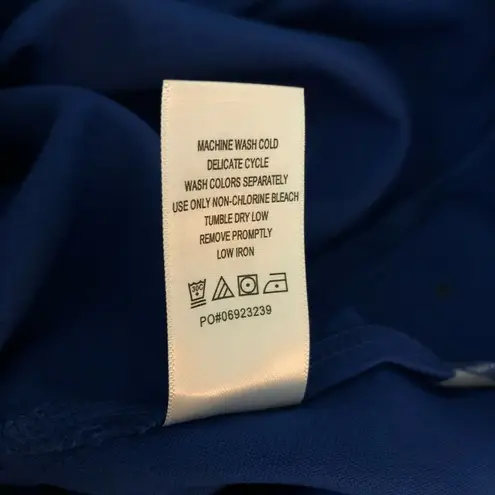 MACHINE WASH COLD
DELICATE CYCLE
WASH COLORS SEPARATELY
USE ONLY NON-CHLORINE BLEACH
TUMBLE DRY LOW
REMOVE PROMPTLY
LOW IRON
30C
PO#06923239